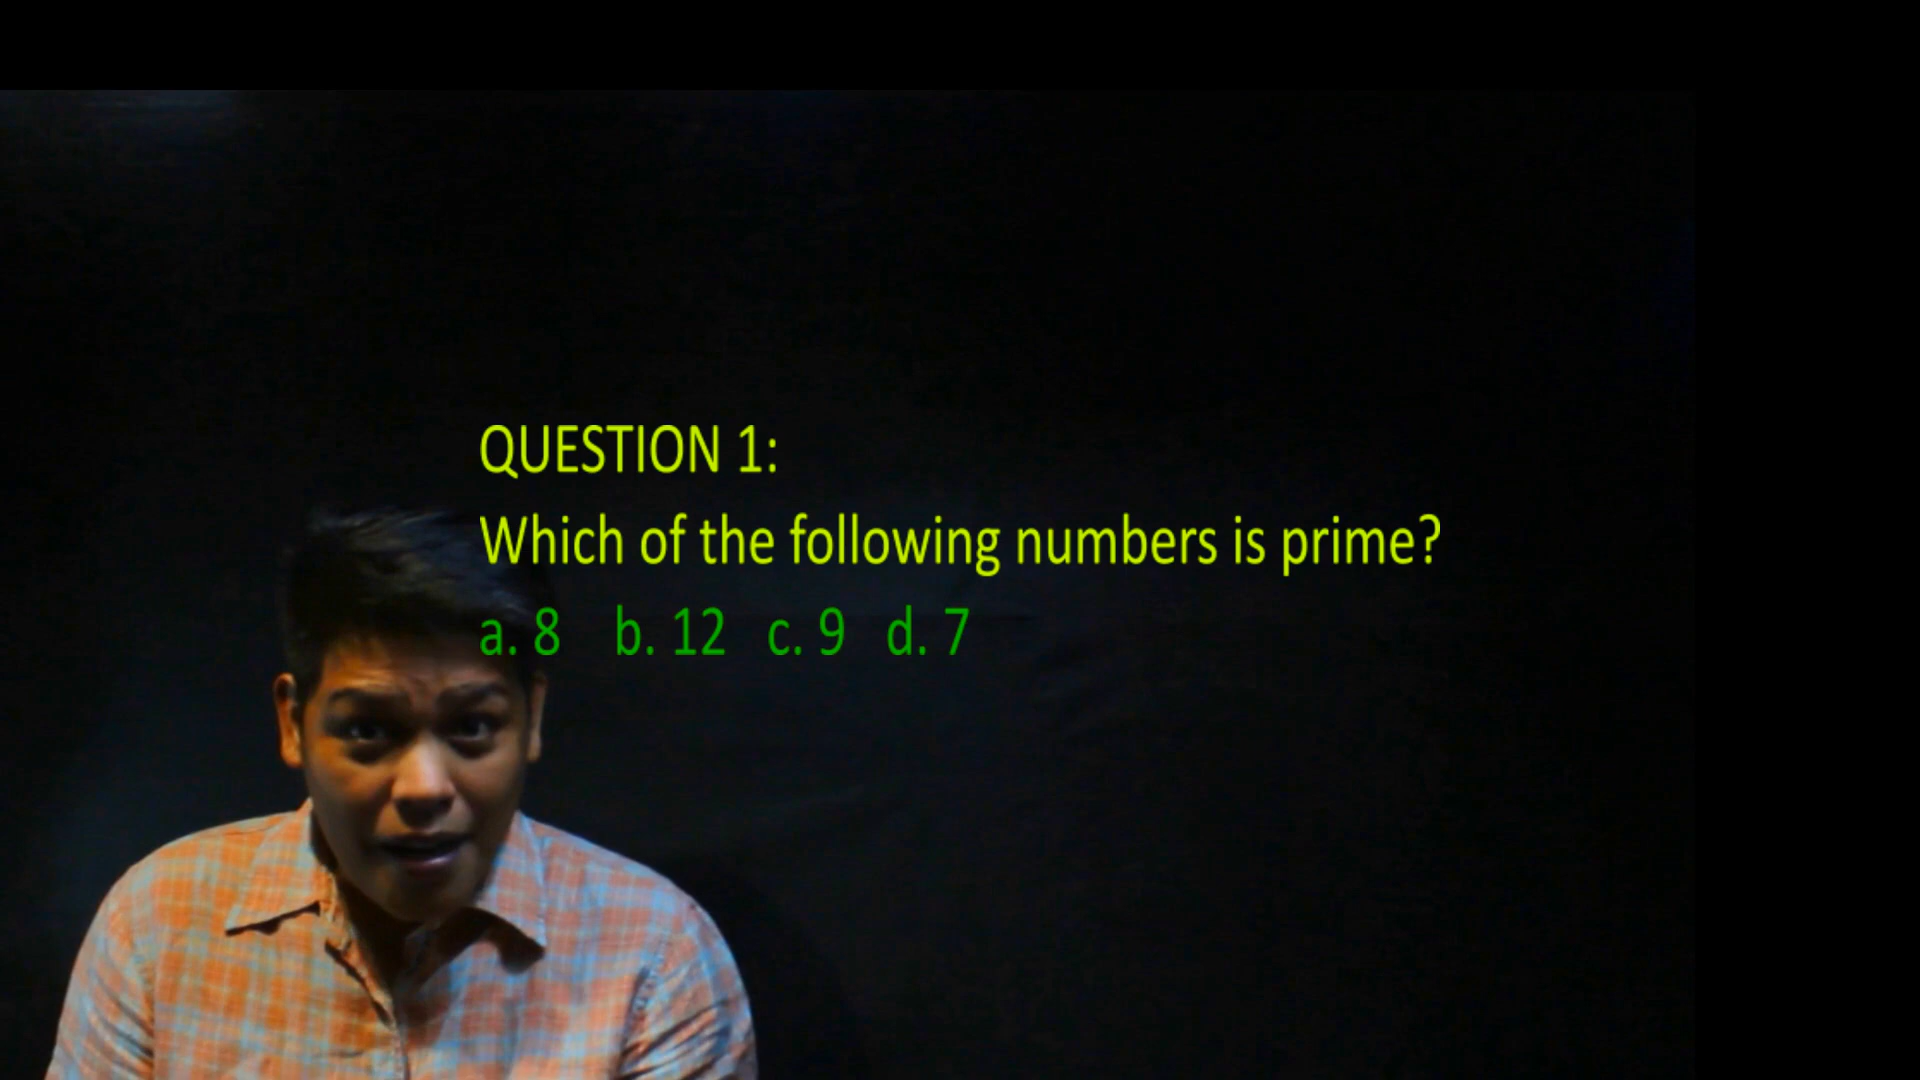 QUESTION 1:
Which of the following numbers is prime?
a. 8 b. 12 c. 9 d. 7